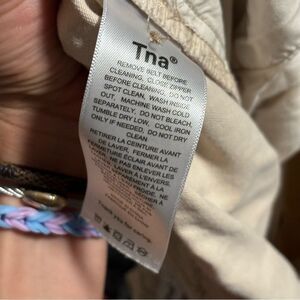 Tna®
REMOVE BELT BEFORE
CLEANING, CLOSE ZIPPER
BEFORE CLEANING, DO NOT
SPOT CLEAN, WASH INSIDE
OUT, MACHINE WASH COLD
SEPARATELY, DO NOT BLEACH,
TUMBLE DRY LOW, COOL IRON
ONLY IF NEEDED, DO NOT DRY
CLEAN
RETIRER LA CEINTURE AVANT
DE LAVER, FERMER LA
FERMETURE ÉCLAIR AVANT DE
LAVER, NE PAS ENLEVER
LAVER À L'ENVERS,